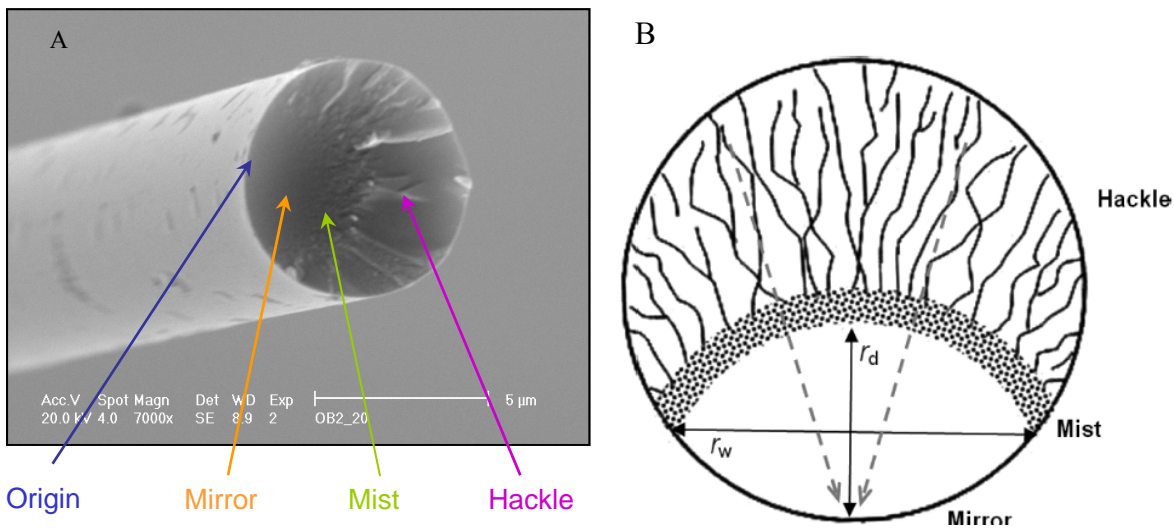 A
Acc.V Spot Magn Det WD Exp
20.0 kV 4.0 7000x SE 8.9 2 OB2_20
5 µm
Origin
Mirror
Mist
Hackle
B
Hackle
r_d
r_w
Mist
Mirror